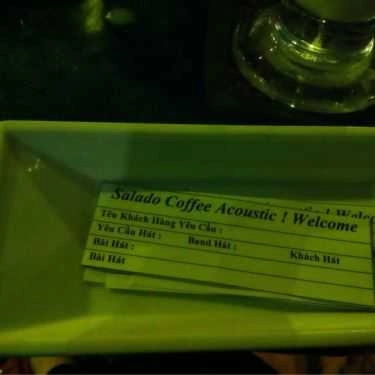 Salado Coffee Acoustic ! Welcome
Tên Khách Hàng Yêu Cầu :
Yêu Cầu Hát : Band Hát :
Bài Hát : Khách Hát
Bài Hát